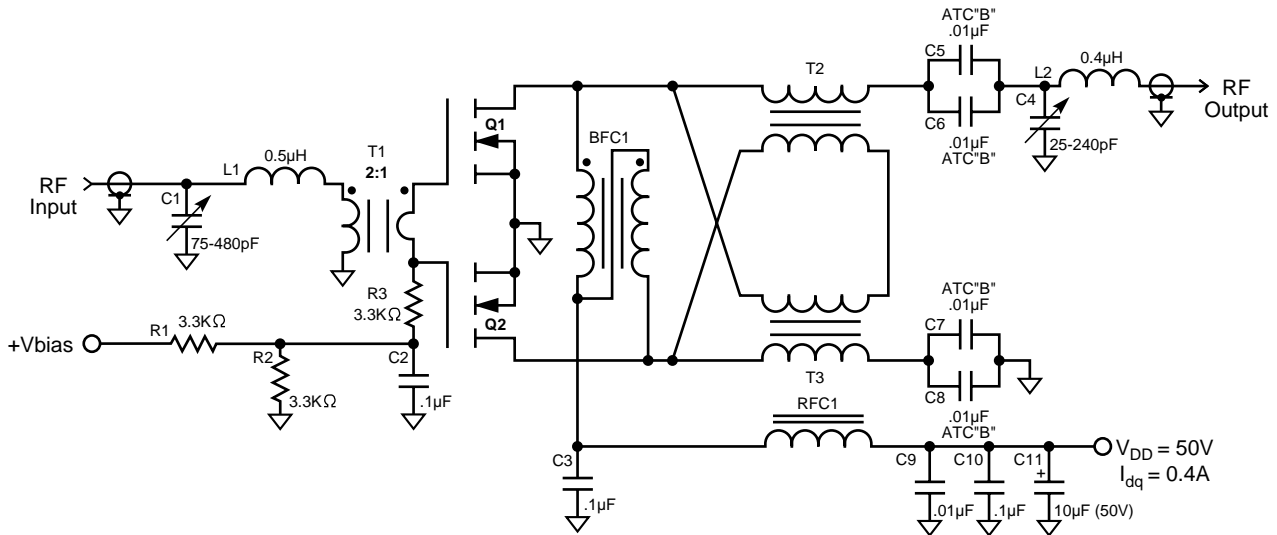 ATC"B"
.01µF
C5
T2
L2
0.4µH
C4
RF
Output
C6
.01µF
ATC"B"
25-240pF
Q1
BFC1
T1
2:1
0.5µH
L1
RF
Input
C1
75-480pF
R3
3.3KΩ
Q2
ATC"B"
.01µF
C7
3.3KΩ
R1
+Vbias
R2
C2
3.3KΩ
.1µF
T3
C8
.01µF
ATC"B"
RFC1
C3
.1µF
C9
C10
C11
+
.01µF
.1µF
10µF (50V)
VDD = 50V
Idq = 0.4A